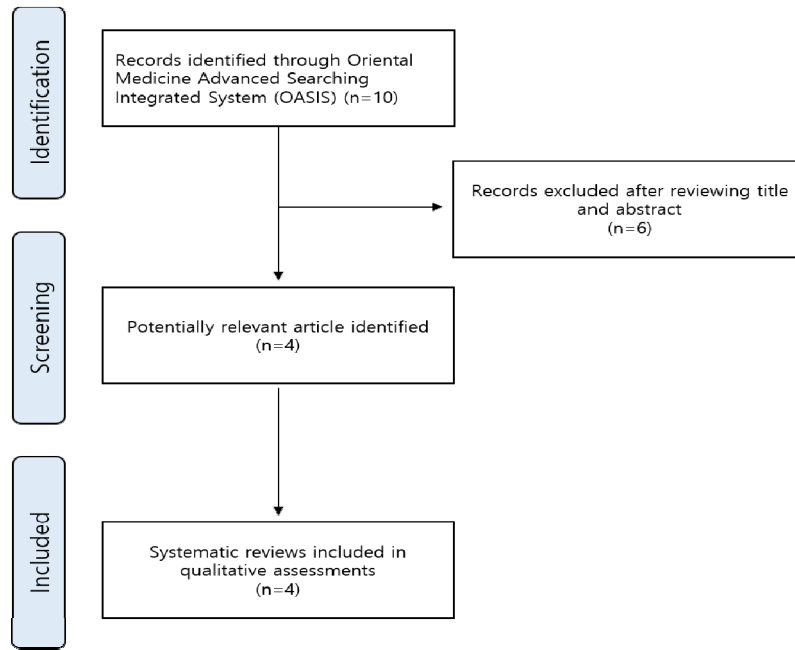 Identification
Records identified through Oriental
Medicine Advanced Searching
Integrated System (OASIS) (n=10)
Records excluded after reviewing title
and abstract
(n=6)
Screening
Potentially relevant article identified
(n=4)
Included
Systematic reviews included in
qualitative assessments
(n=4)